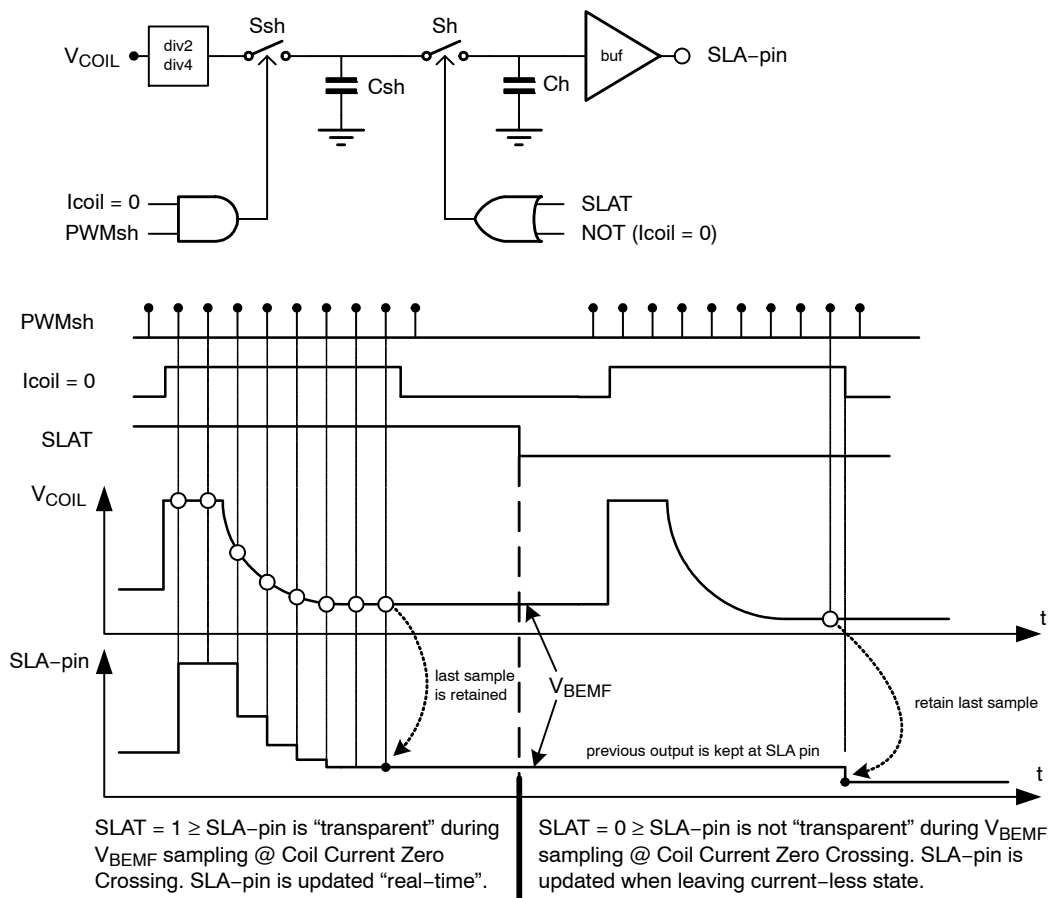 Ssh
Sh
VCOIL
div2
div4
buf
SLA−pin
Csh
Ch
Icoil = 0
PWMsh
SLAT
NOT (Icoil = 0)
PWMsh
Icoil = 0
SLAT
VCOIL
t
SLA−pin
last sample
is retained
VBEMF
retain last sample
previous output is kept at SLA pin
t
SLAT = 1 ≥ SLA−pin is “transparent” during
VBEMF sampling @ Coil Current Zero
Crossing. SLA−pin is updated “real−time”.
SLAT = 0 ≥ SLA−pin is not “transparent” during VBEMF
sampling @ Coil Current Zero Crossing. SLA−pin is
updated when leaving current−less state.